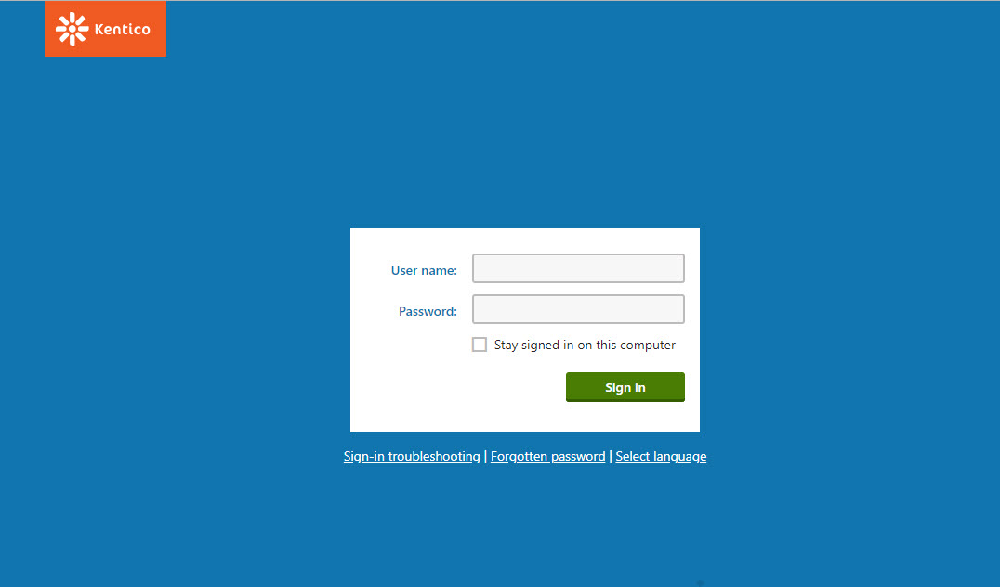 Kentico
User name:
Password:
Stay signed in on this computer
Sign in
Sign-in troubleshooting | Forgotten password | Select language